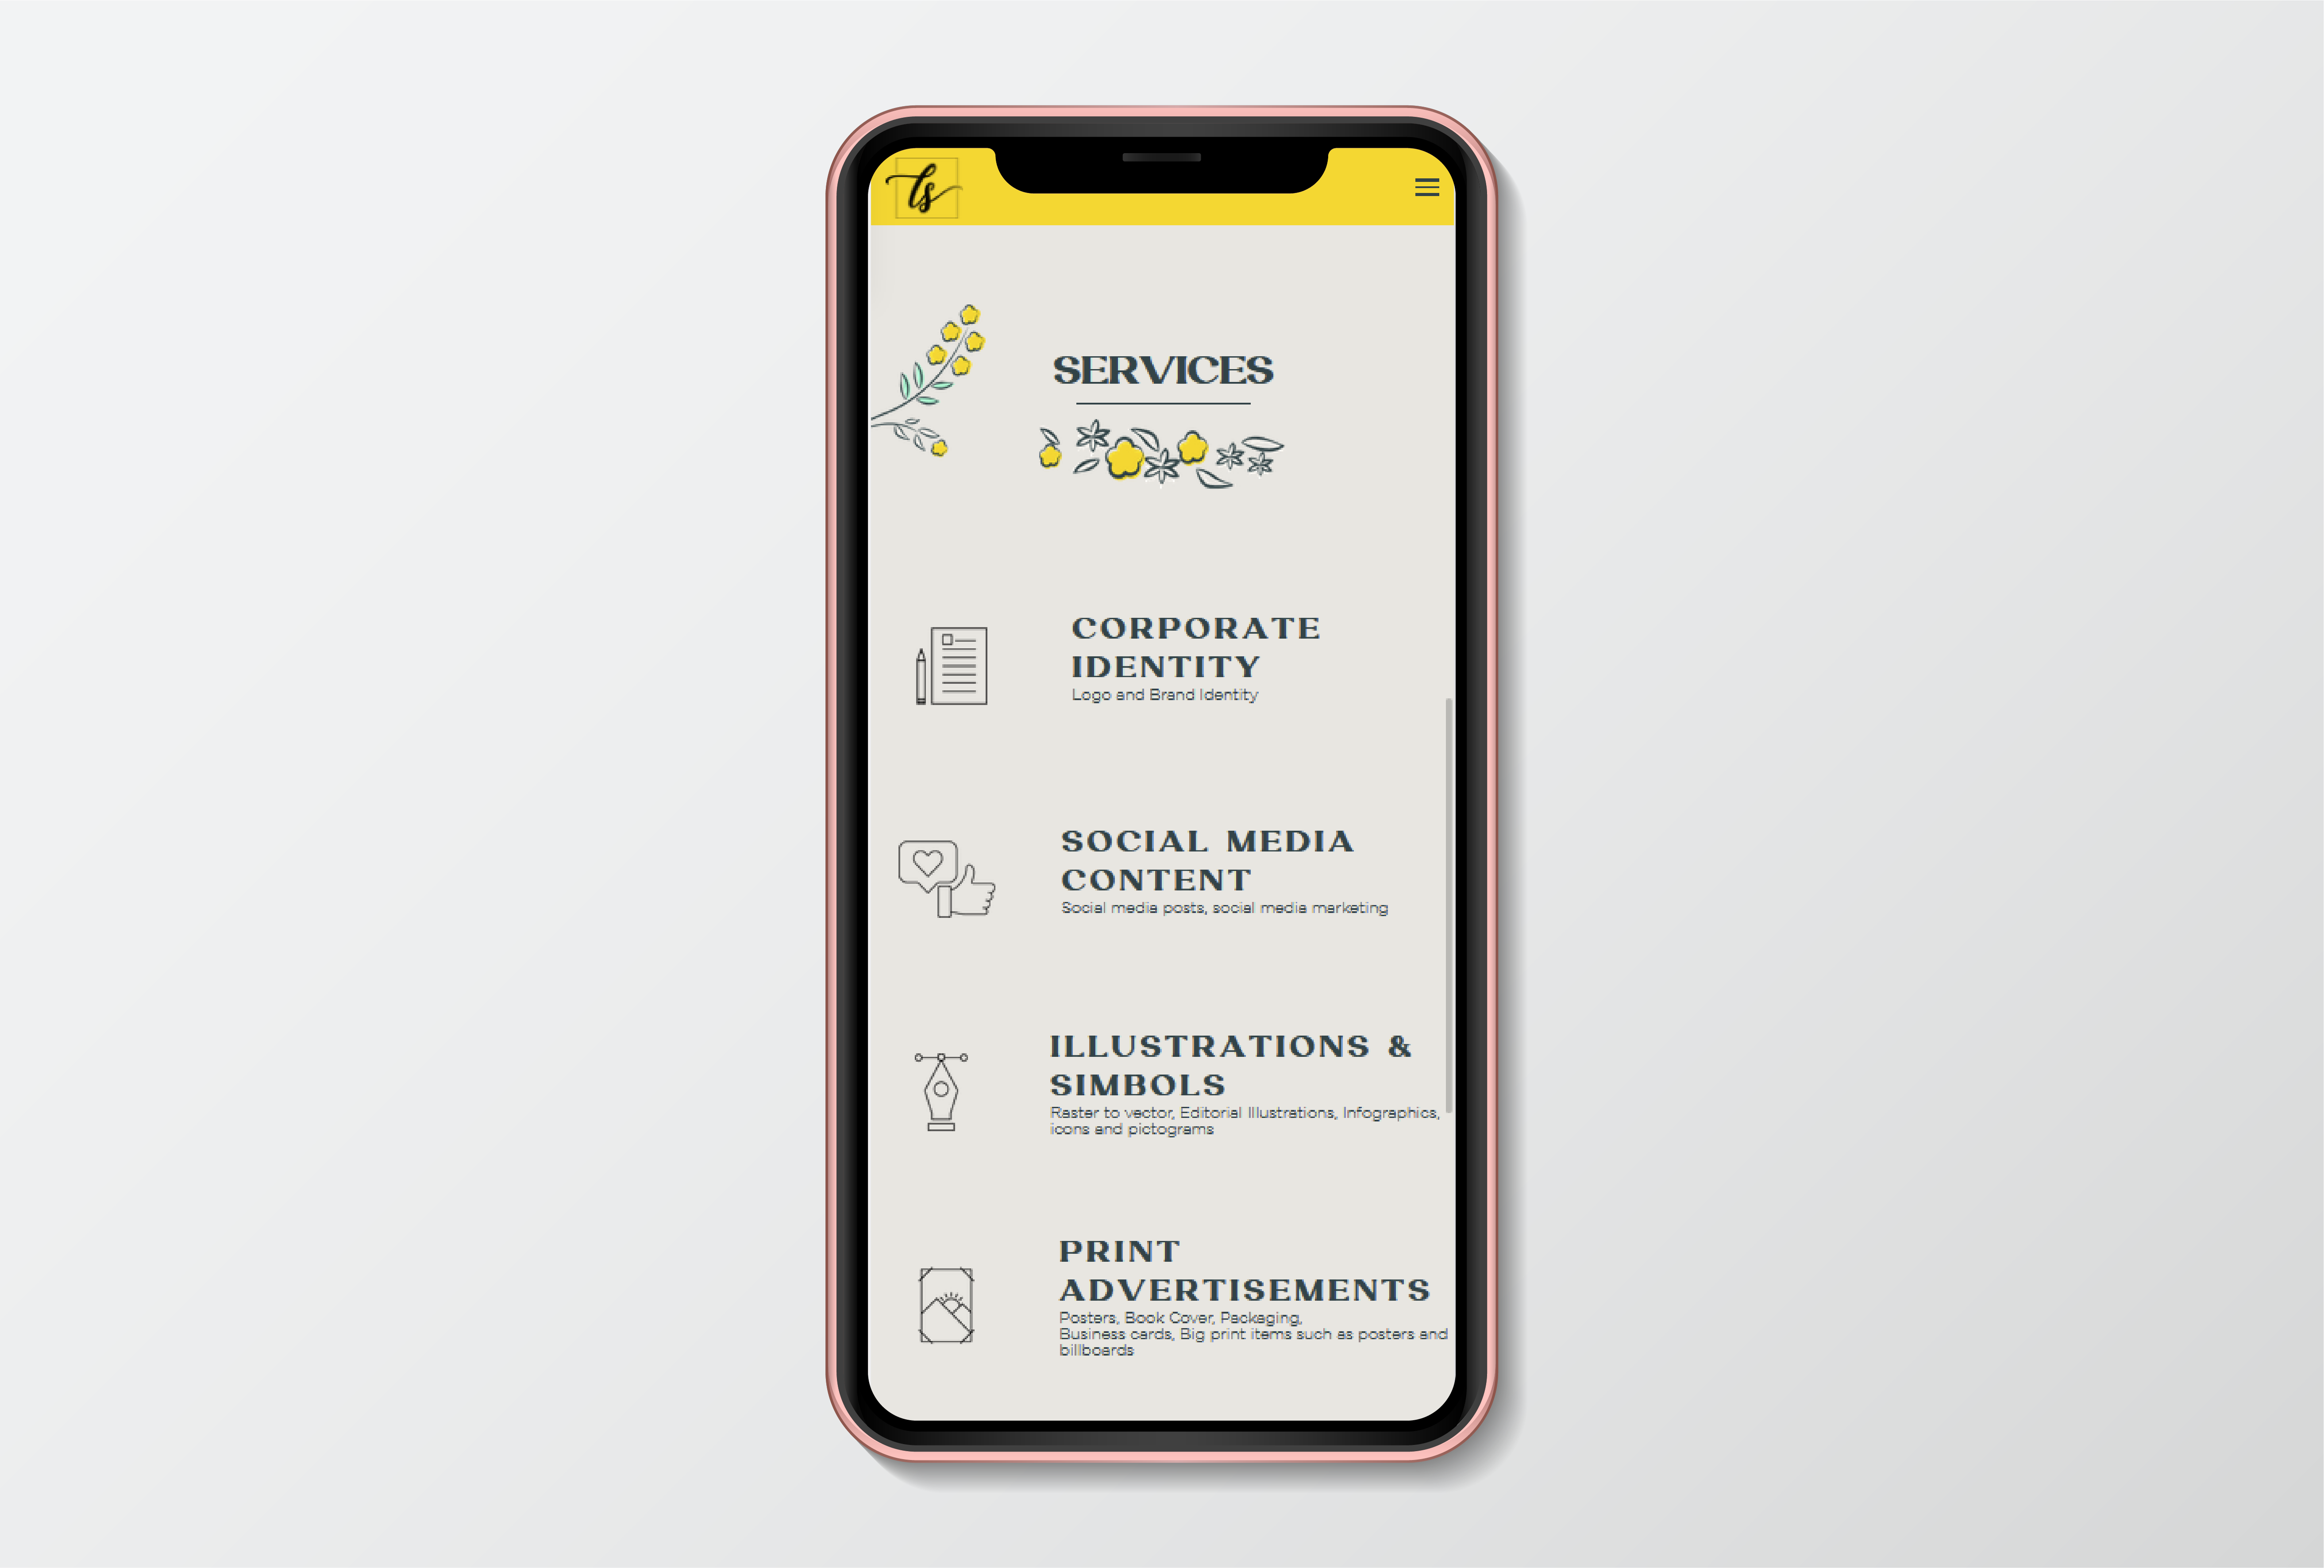 ls
SERVICES
CORPORATE
IDENTITY
Logo and Brand Identity
SOCIAL MEDIA
CONTENT
Social media posts, social media marketing
ILLUSTRATIONS &
SIMBOLS
Raster to vector, Editorial Illustrations, Infographics,
icons and pictograms
PRINT
ADVERTISEMENTS
Posters, Book Cover, Packaging,
Business cards, Big print items such as posters and
billboards